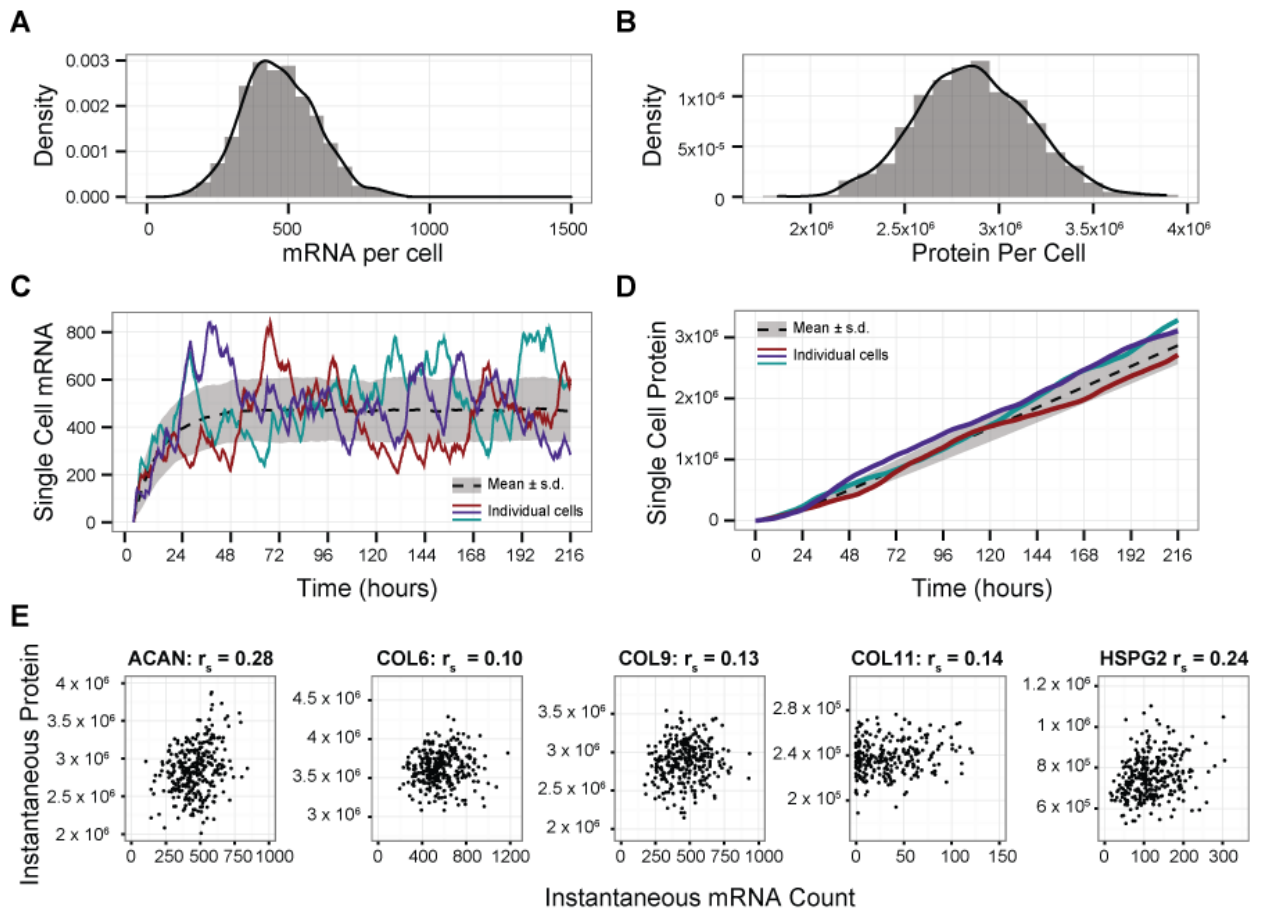 A
Density
0.003
0.002
0.001
0.000
0 500 1000 1500
mRNA per cell
B
Density
1x10⁻⁶
5x10⁻⁵
0
2x10⁶ 2.5x10⁶ 3x10⁶ 3.5x10⁶ 4x10⁶
Protein Per Cell
C
Single Cell mRNA
800
600
400
200
0
Mean ± s.d.
Individual cells
0 24 48 72 96 120 144 168 192 216
Time (hours)
D
Single Cell Protein
3x10⁶
2x10⁶
1x10⁶
0
Mean ± s.d.
Individual cells
0 24 48 72 96 120 144 168 192 216
Time (hours)
E
Instantaneous Protein
ACAN: rₛ = 0.28
4 x 10⁶
3.5 x 10⁶
3 x 10⁶
2.5 x 10⁶
2 x 10⁶
0 250 500 750 1000
COL6: rₛ = 0.10
4.5 x 10⁶
4 x 10⁶
3.5 x 10⁶
3 x 10⁶
0 400 800 1200
COL9: rₛ = 0.13
3.5 x 10⁶
3 x 10⁶
2.5 x 10⁶
2 x 10⁶
0 250 500 750 1000
COL11: rₛ = 0.14
2.8 x 10⁵
2.4 x 10⁵
2 x 10⁵
0 50 100 150
HSPG2 rₛ = 0.24
1.2 x 10⁶
1 x 10⁶
8 x 10⁵
6 x 10⁵
0 100 200 300
Instantaneous mRNA Count